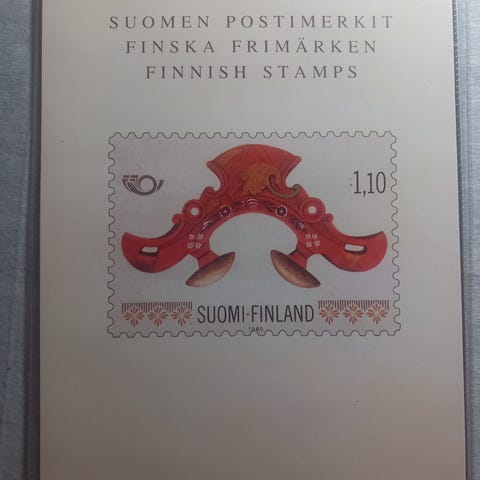 SUOMEN POSTIMERKIT
FINSKA FRIMÄRKEN
FINNISH STAMPS
1,10
SUOMI·FINLAND
1980